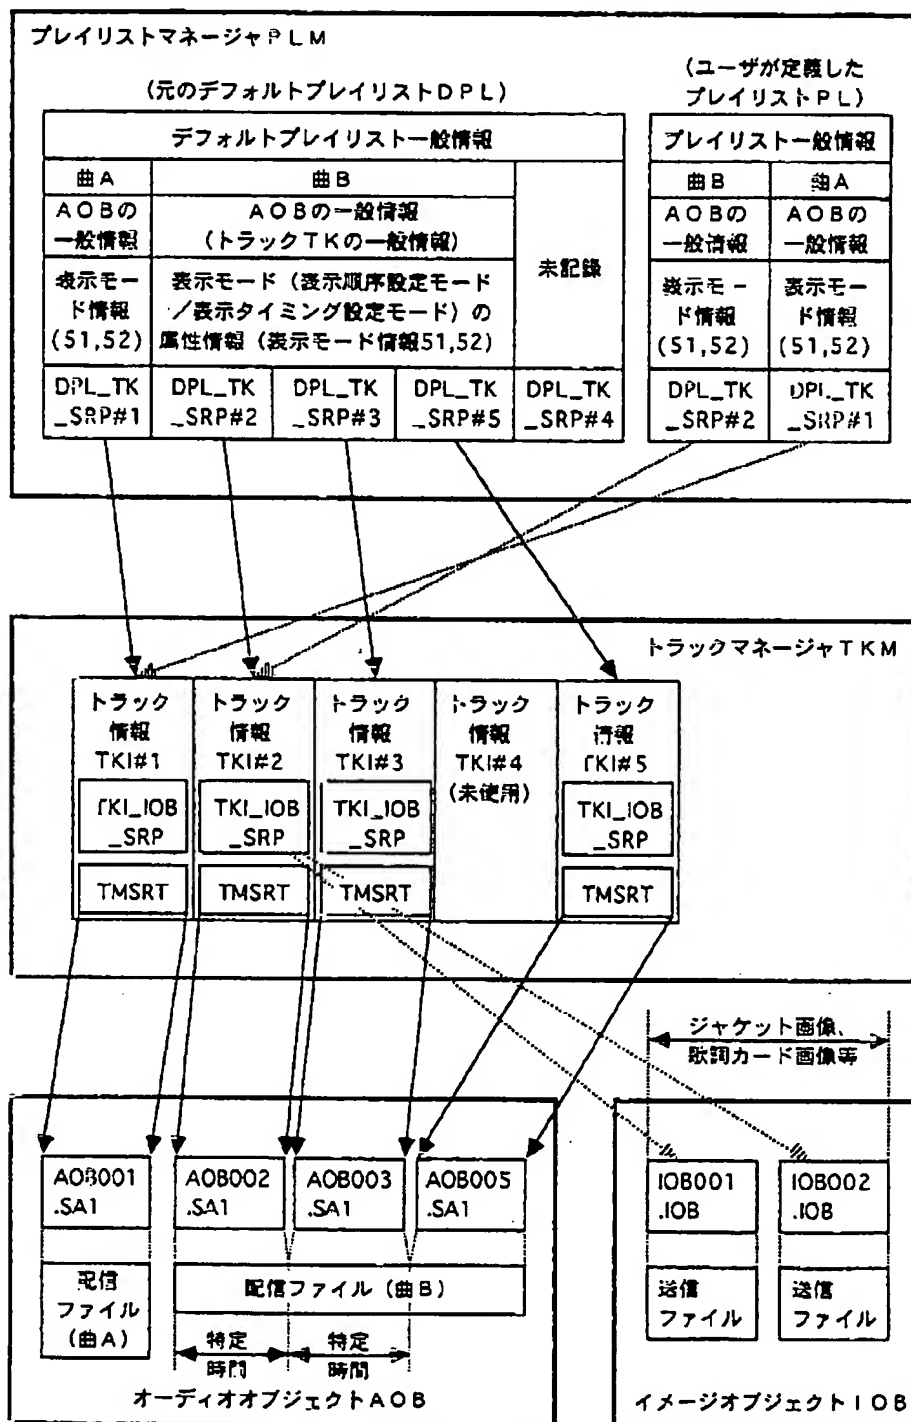 プレイリストマネージャPLM
(元のデフォルトプレイリストDPL)
(ユーザが定義した
プレイリストPL)
デフォルトプレイリスト一般情報
曲A
曲B
AOBの
一般情報
AOBの一般情報
(トラックTKの一般情報)
未記録
表示モー
ド情報
(51,52)
表示モード(表示順序設定モード
/表示タイミング設定モード)の
属性情報(表示モード情報51,52)
DPL_TK
_SRP#1
DPL_TK
_SRP#2
DPL_TK
_SRP#3
DPL_TK
_SRP#5
DPL_TK
_SRP#4
プレイリスト一般情報
曲B
曲A
AOBの
一般情報
AOBの
一般情報
表示モー
ド情報
(51,52)
表示モー
ド情報
(51,52)
DPL_TK
_SRP#2
DPL_TK
_SRP#1
トラックマネージャTKM
トラック
情報
TKI#1
TKI_IOB
_SRP
TMSRT
トラック
情報
TKI#2
TKI_IOB
_SRP
TMSRT
トラック
情報
TKI#3
TKI_IOB
_SRP
TMSRT
トラック
情報
TKI#4
(未使用)
トラック
情報
TKI#5
TKI_IOB
_SRP
TMSRT
ジャケット画像、
歌詞カード画像等
AOB001
.SA1
AOB002
.SA1
AOB003
.SA1
AOB005
.SA1
配信
ファイル
(曲A)
配信ファイル(曲B)
特定
時間
特定
時間
オーディオオブジェクトAOB
IOB001
.IOB
IOB002
.IOB
送信
ファイル
送信
ファイル
イメージオブジェクトIOB